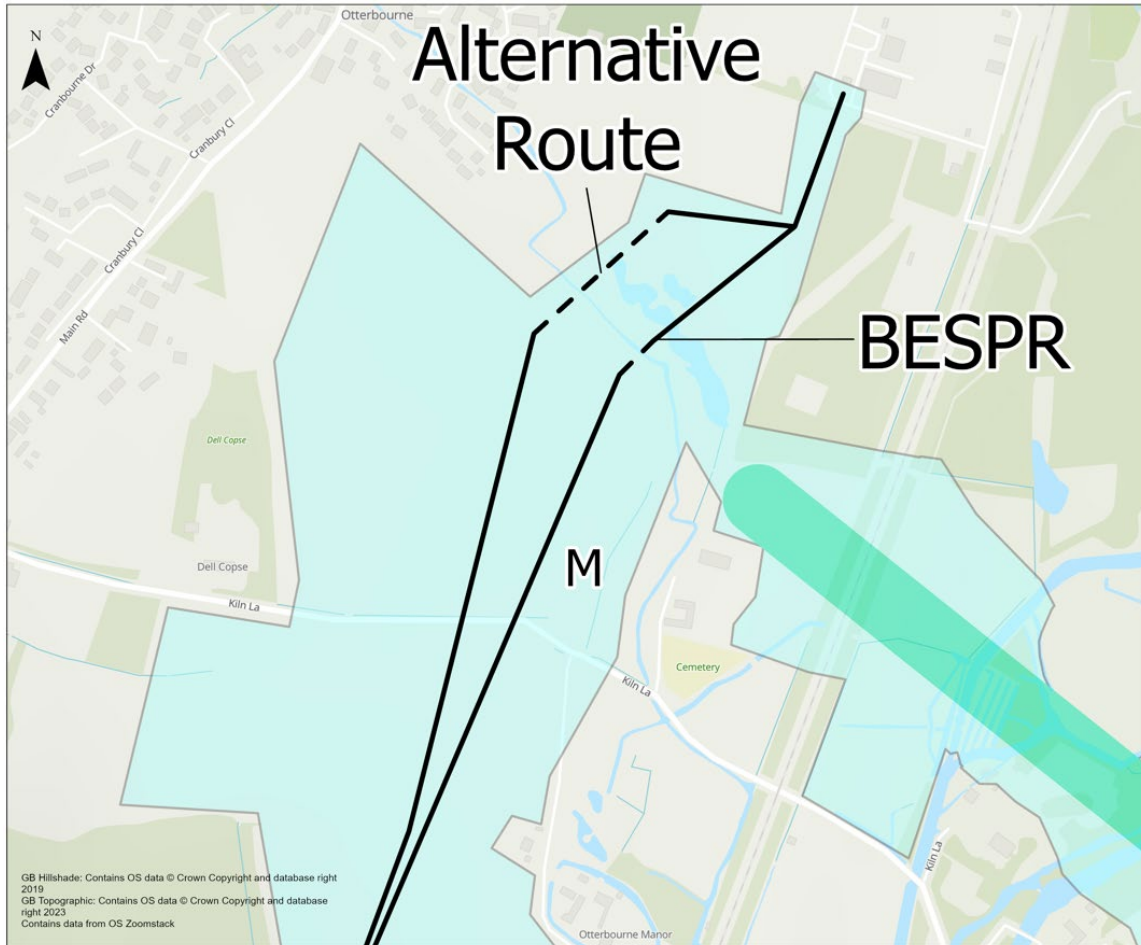 Otterbourne
N
Alternative
Route
Cranbourne Dr
Cranbury Cl
Cranbury Cl
Main Rd
BESPR
Dell Copse
M
Dell Copse
Kiln La
Cemetery
Kiln La
Kiln La
GB Hillshade: Contains OS data © Crown Copyright and database right
2019
GB Topographic: Contains OS data © Crown Copyright and database
right 2023
Contains data from OS Zoomstack
Otterbourne Manor